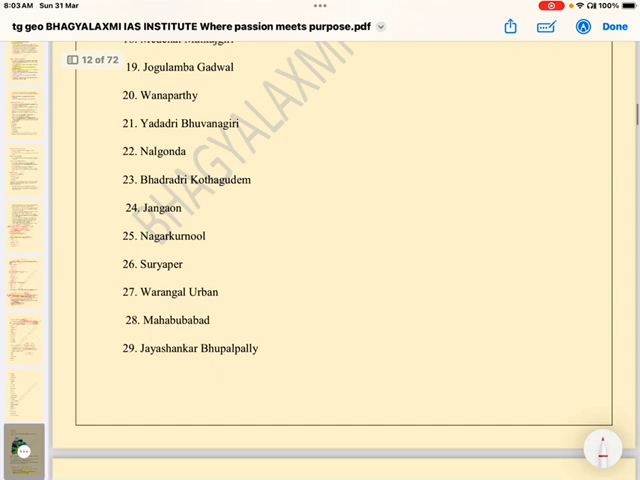 8:03 AM Sun 31 Mar
100%
tg geo BHAGYALAXMI IAS INSTITUTE Where passion meets purpose.pdf
Done
12 of 72
19. Jogulamba Gadwal
20. Wanaparthy
21. Yadadri Bhuvanagiri
22. Nalgonda
23. Bhadradri Kothagudem
24. Jangaon
25. Nagarkurnool
26. Suryaper
27. Warangal Urban
28. Mahabubabad
29. Jayashankar Bhupalpally
BHAGYALAXMI